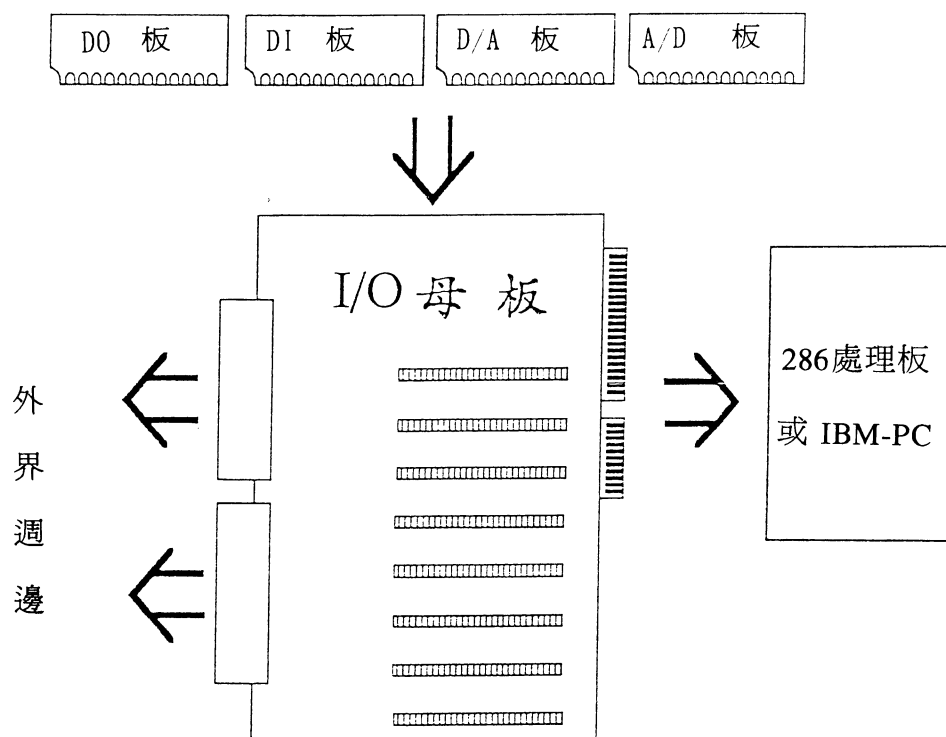 DO 板
DI 板
D/A 板
A/D 板
I/O 母 板
286處理板
或 IBM-PC
外
界
週
邊